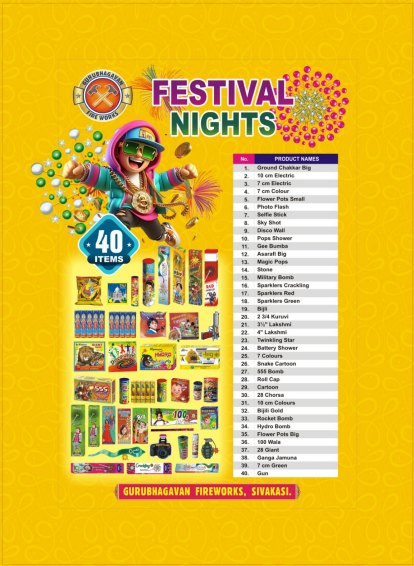 GURUBHAGAVAN
FIRE WORKS
FESTIVAL
NIGHTS
40
ITEMS
No. PRODUCT NAMES
1. Ground Chakkar Big
2. 10 cm Electric
3. 7 cm Electric
4. 7 cm Colour
5. Flower Pots Small
6. Photo Flash
7. Selfie Stick
8. Sky Shot
9. Disco Wall
10. Pops Shower
11. Gee Bumba
12. Asarafi Big
13. Magic Pops
14. Stone
15. Military Bomb
16. Sparklers Crackling
17. Sparklers Red
18. Sparklers Green
19. Bijli
20. 2 3/4 Kuruvi
21. 3½" Lakshmi
22. 4" Lakshmi
23. Twinkling Star
24. Battery Shower
25. 7 Colours
26. Snake Cartoon
27. 555 Bomb
28. Roll Cap
29. Cartoon
30. 28 Chorsa
31. 10 cm Colours
32. Bijili Gold
33. Rocket Bomb
34. Hydro Bomb
35. Flower Pots Big
36. 100 Wala
37. 28 Giant
38. Ganga Jamuna
39. 7 cm Green
40. Gun
555
100
GURUBHAGAVAN FIREWORKS, SIVAKASI.